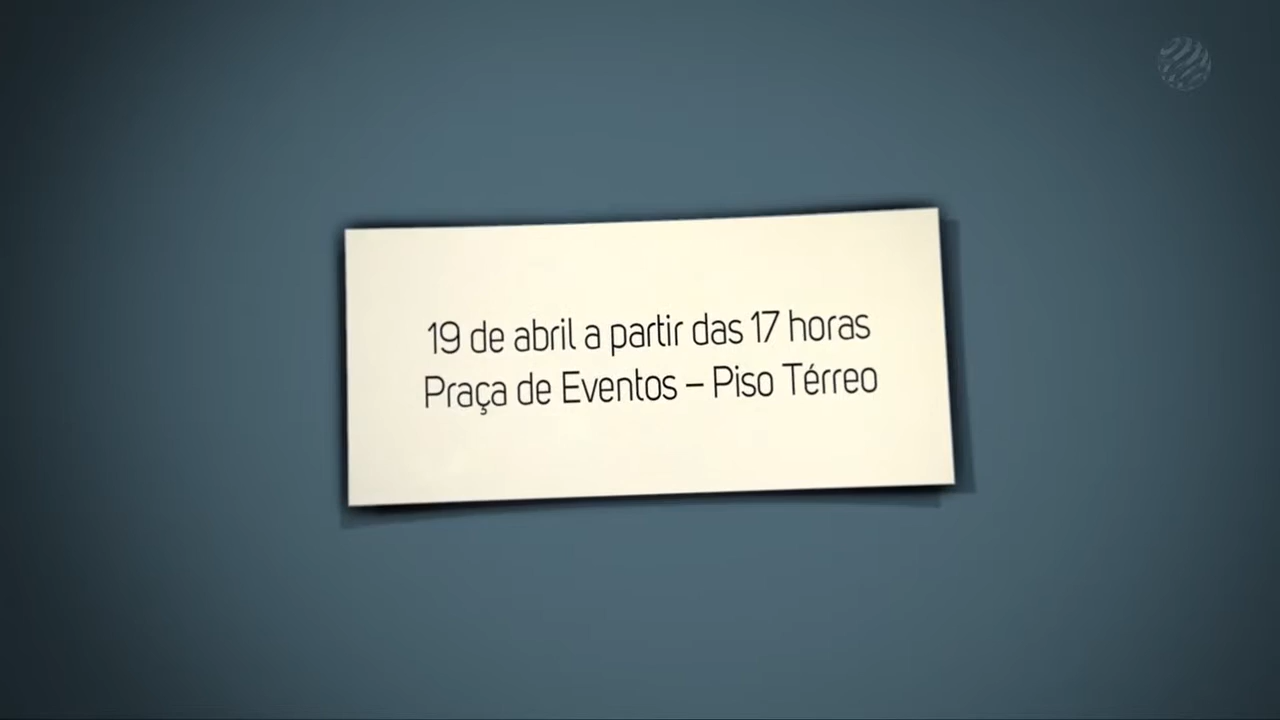 19 de abril a partir das 17 horas
Praça de Eventos – Piso Térreo